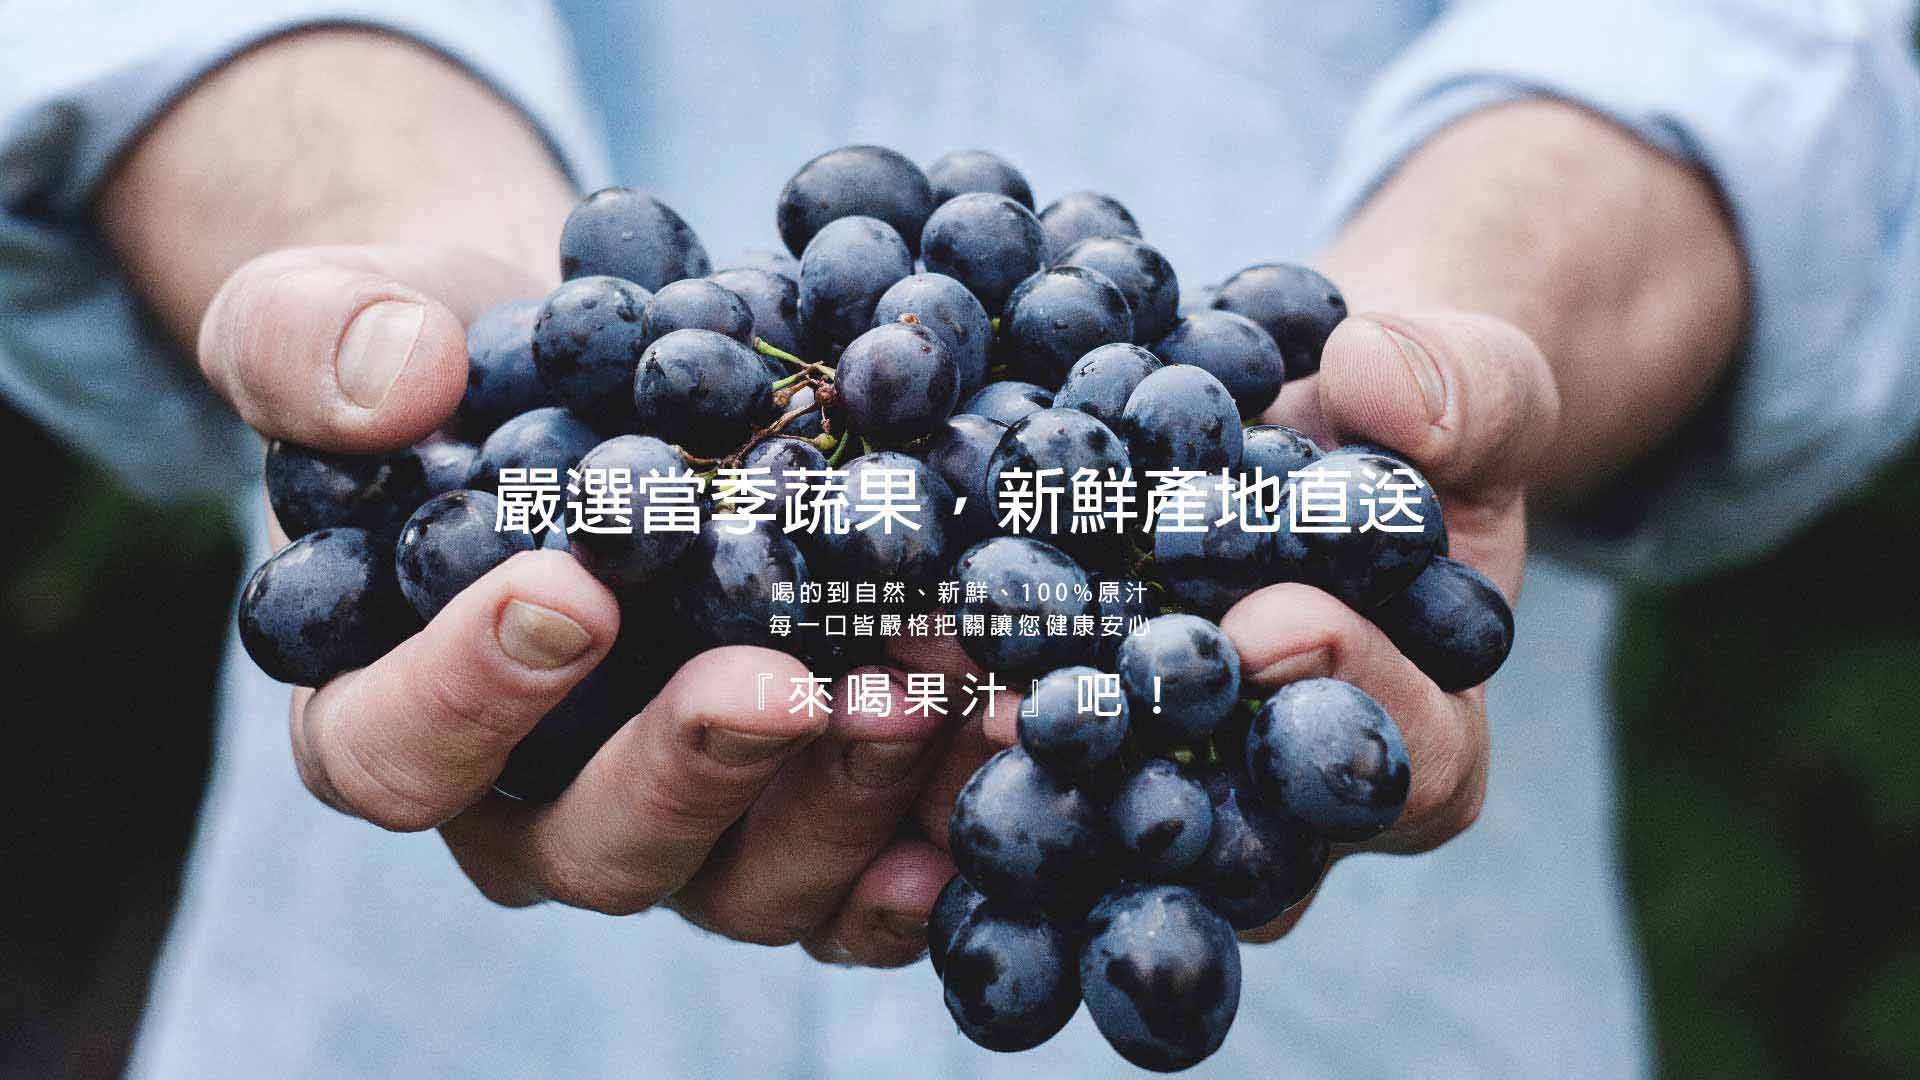 嚴選當季蔬果，新鮮產地直送
喝的到自然、新鮮、100%原汁
每一口皆嚴格把關讓您健康安心
『來喝果汁』吧！